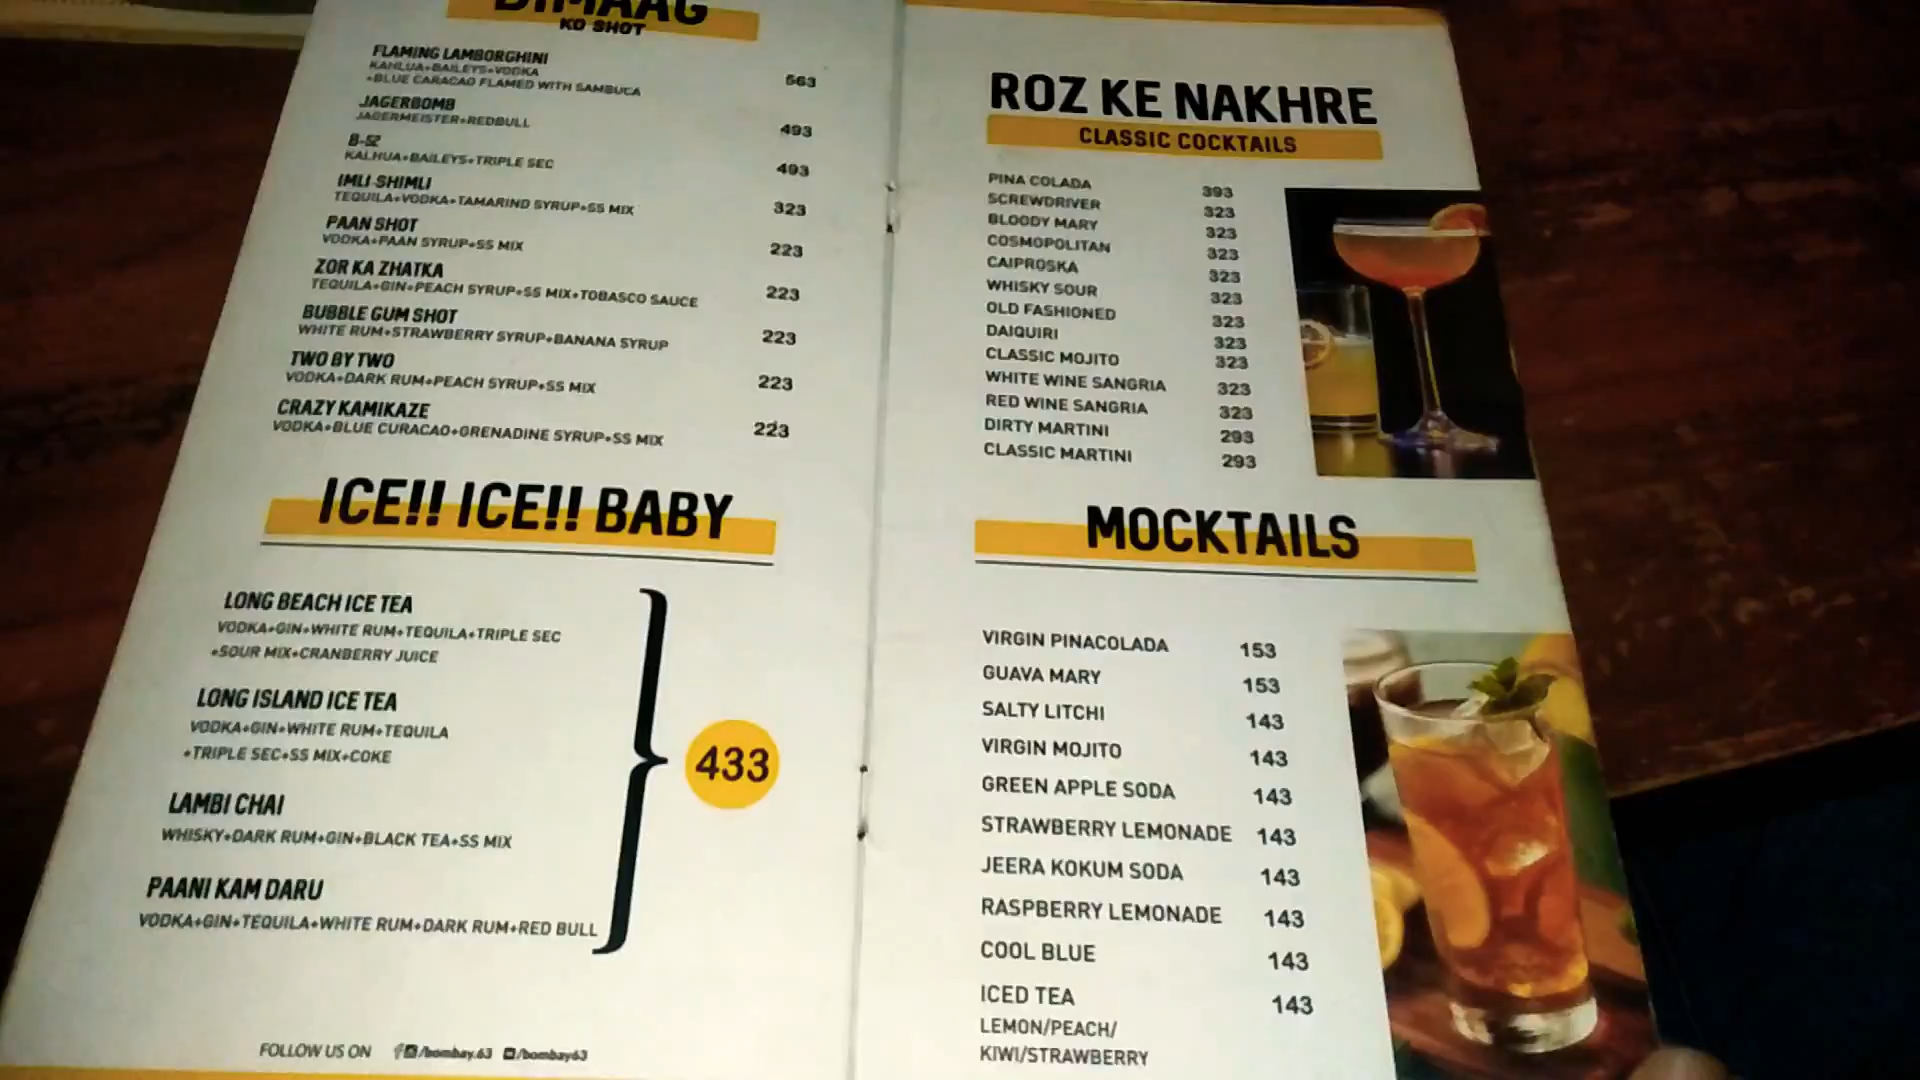 DIMAAG
KO SHOT
FLAMING LAMBORGHINI
KAHLUA+BAILEYS+VODKA
+BLUE CARACAO FLAMED WITH SAMBUCA
563
JAGERBOMB
JAGERMEISTER+REDBULL
493
B-52
KALHUA+BAILEYS+TRIPLE SEC
493
IMLI SHIMLI
TEQUILA+VODKA+TAMARIND SYRUP+SS MIX
323
PAAN SHOT
VODKA+PAAN SYRUP+SS MIX
223
ZOR KA ZHATKA
TEQUILA+GIN+PEACH SYRUP+SS MIX+TOBASCO SAUCE
223
BUBBLE GUM SHOT
WHITE RUM+STRAWBERRY SYRUP+BANANA SYRUP
223
TWO BY TWO
VODKA+DARK RUM+PEACH SYRUP+SS MIX
223
CRAZY KAMIKAZE
VODKA+BLUE CURACAO+GRENADINE SYRUP+SS MIX
223
ICE!! ICE!! BABY
LONG BEACH ICE TEA
VODKA+GIN+WHITE RUM+TEQUILA+TRIPLE SEC
+SOUR MIX+CRANBERRY JUICE
LONG ISLAND ICE TEA
VODKA+GIN+WHITE RUM+TEQUILA
+TRIPLE SEC+SS MIX+COKE
LAMBI CHAI
WHISKY+DARK RUM+GIN+BLACK TEA+SS MIX
PAANI KAM DARU
VODKA+GIN+TEQUILA+WHITE RUM+DARK RUM+RED BULL
433
FOLLOW US ON /bombay.63 /bombay63
ROZ KE NAKHRE
CLASSIC COCKTAILS
PINA COLADA 393
SCREWDRIVER 323
BLOODY MARY 323
COSMOPOLITAN 323
CAIPROSKA 323
WHISKY SOUR 323
OLD FASHIONED 323
DAIQUIRI 323
CLASSIC MOJITO 323
WHITE WINE SANGRIA 323
RED WINE SANGRIA 323
DIRTY MARTINI 293
CLASSIC MARTINI 293
MOCKTAILS
VIRGIN PINACOLADA 153
GUAVA MARY 153
SALTY LITCHI 143
VIRGIN MOJITO 143
GREEN APPLE SODA 143
STRAWBERRY LEMONADE 143
JEERA KOKUM SODA 143
RASPBERRY LEMONADE 143
COOL BLUE 143
ICED TEA 143
LEMON/PEACH/
KIWI/STRAWBERRY